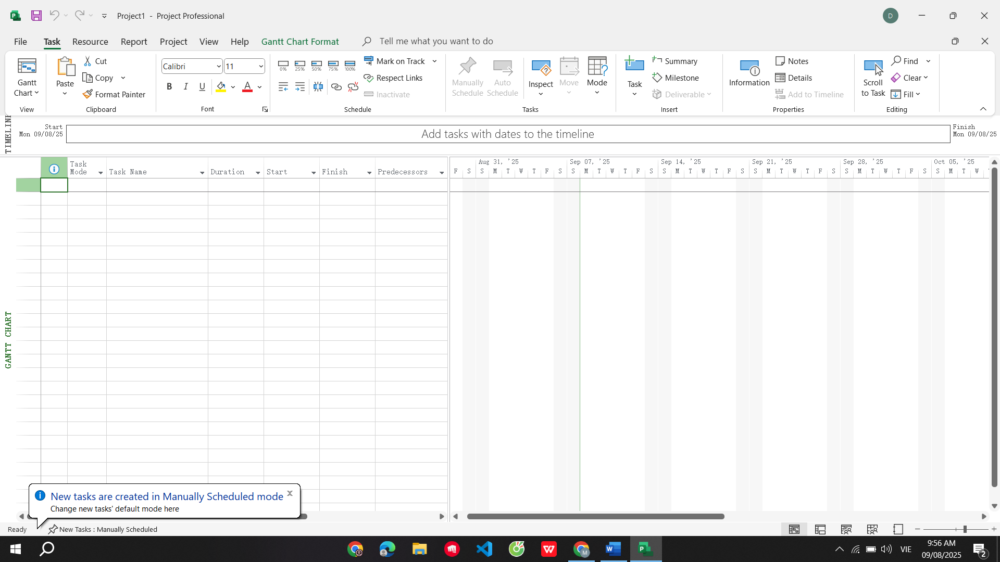 Project1 - Project Professional
D
File Task Resource Report Project View Help Gantt Chart Format Tell me what you want to do
Gantt
Chart
View
Paste
Cut
Copy
Format Painter
Clipboard
Calibri 11
B I U A
Font
0% 25% 50% 75% 100%
Mark on Track
Respect Links
Inactivate
Schedule
Manually
Schedule
Auto
Schedule
Inspect
Move
Mode
Tasks
Task
Summary
Milestone
Deliverable
Insert
Information
Notes
Details
Add to Timeline
Properties
Scroll
to Task
Find
Clear
Fill
Editing
TIMELINE
Start
Mon 09/08/25
Add tasks with dates to the timeline
Finish
Mon 09/08/25
Task
Mode
Task Name
Duration
Start
Finish
Predecessors
Aug 31, '25 Sep 07, '25 Sep 14, '25 Sep 21, '25 Sep 28, '25 Oct 05, '25
F S S M T W T F S S M T W T F S S M T W T F S S M T W T F S S M T W T F S S M T W
GANTT CHART
New tasks are created in Manually Scheduled mode
Change new tasks' default mode here
Ready New Tasks : Manually Scheduled
VIE
9:56 AM
09/08/2025
2